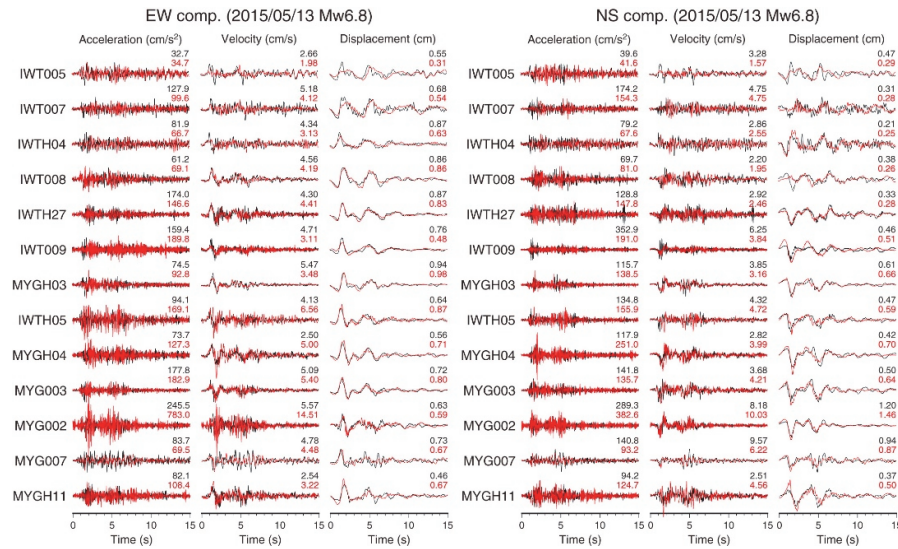 EW comp. (2015/05/13 Mw6.8)
Acceleration (cm/s²) Velocity (cm/s) Displacement (cm)
32.7 2.66 0.55
IWT005 34.7 1.98 0.31
127.9 5.18 0.68
IWT007 99.6 4.12 0.54
81.9 4.34 0.87
IWTH04 66.7 3.13 0.63
61.2 4.56 0.86
IWT008 69.1 4.19 0.86
174.0 4.30 0.87
IWTH27 146.6 4.41 0.83
159.4 4.71 0.76
IWT009 189.8 3.11 0.48
74.5 5.47 0.94
MYGH03 92.8 3.48 0.98
94.1 4.13 0.64
IWTH05 169.1 6.56 0.87
73.7 2.50 0.56
MYGH04 127.3 5.00 0.71
177.8 5.09 0.72
MYG003 182.9 5.40 0.80
245.5 5.57 0.63
MYG002 783.0 14.51 0.59
83.7 4.78 0.73
MYG007 69.5 4.48 0.67
82.1 2.54 0.46
MYGH11 108.4 3.22 0.67
0 5 10 15 0 5 10 15 0 5 10 15
Time (s) Time (s) Time (s)
NS comp. (2015/05/13 Mw6.8)
Acceleration (cm/s²) Velocity (cm/s) Displacement (cm)
39.6 3.28 0.47
IWT005 41.6 1.57 0.29
174.2 4.75 0.31
IWT007 154.3 4.75 0.28
79.2 2.86 0.21
IWTH04 67.6 2.55 0.25
69.7 2.20 0.38
IWT008 81.0 1.95 0.26
128.8 2.92 0.33
IWTH27 147.8 2.46 0.28
352.9 6.25 0.46
IWT009 191.0 3.84 0.51
115.7 3.85 0.61
MYGH03 138.5 3.16 0.66
134.8 4.32 0.47
IWTH05 155.9 4.72 0.59
117.9 2.82 0.42
MYGH04 251.0 3.99 0.70
141.8 3.68 0.50
MYG003 135.7 4.21 0.64
289.3 8.18 1.20
MYG002 382.6 10.03 1.46
140.8 9.57 0.94
MYG007 93.2 6.22 0.87
94.2 2.51 0.37
MYGH11 124.7 4.56 0.50
0 5 10 15 0 5 10 15 0 5 10 15
Time (s) Time (s) Time (s)